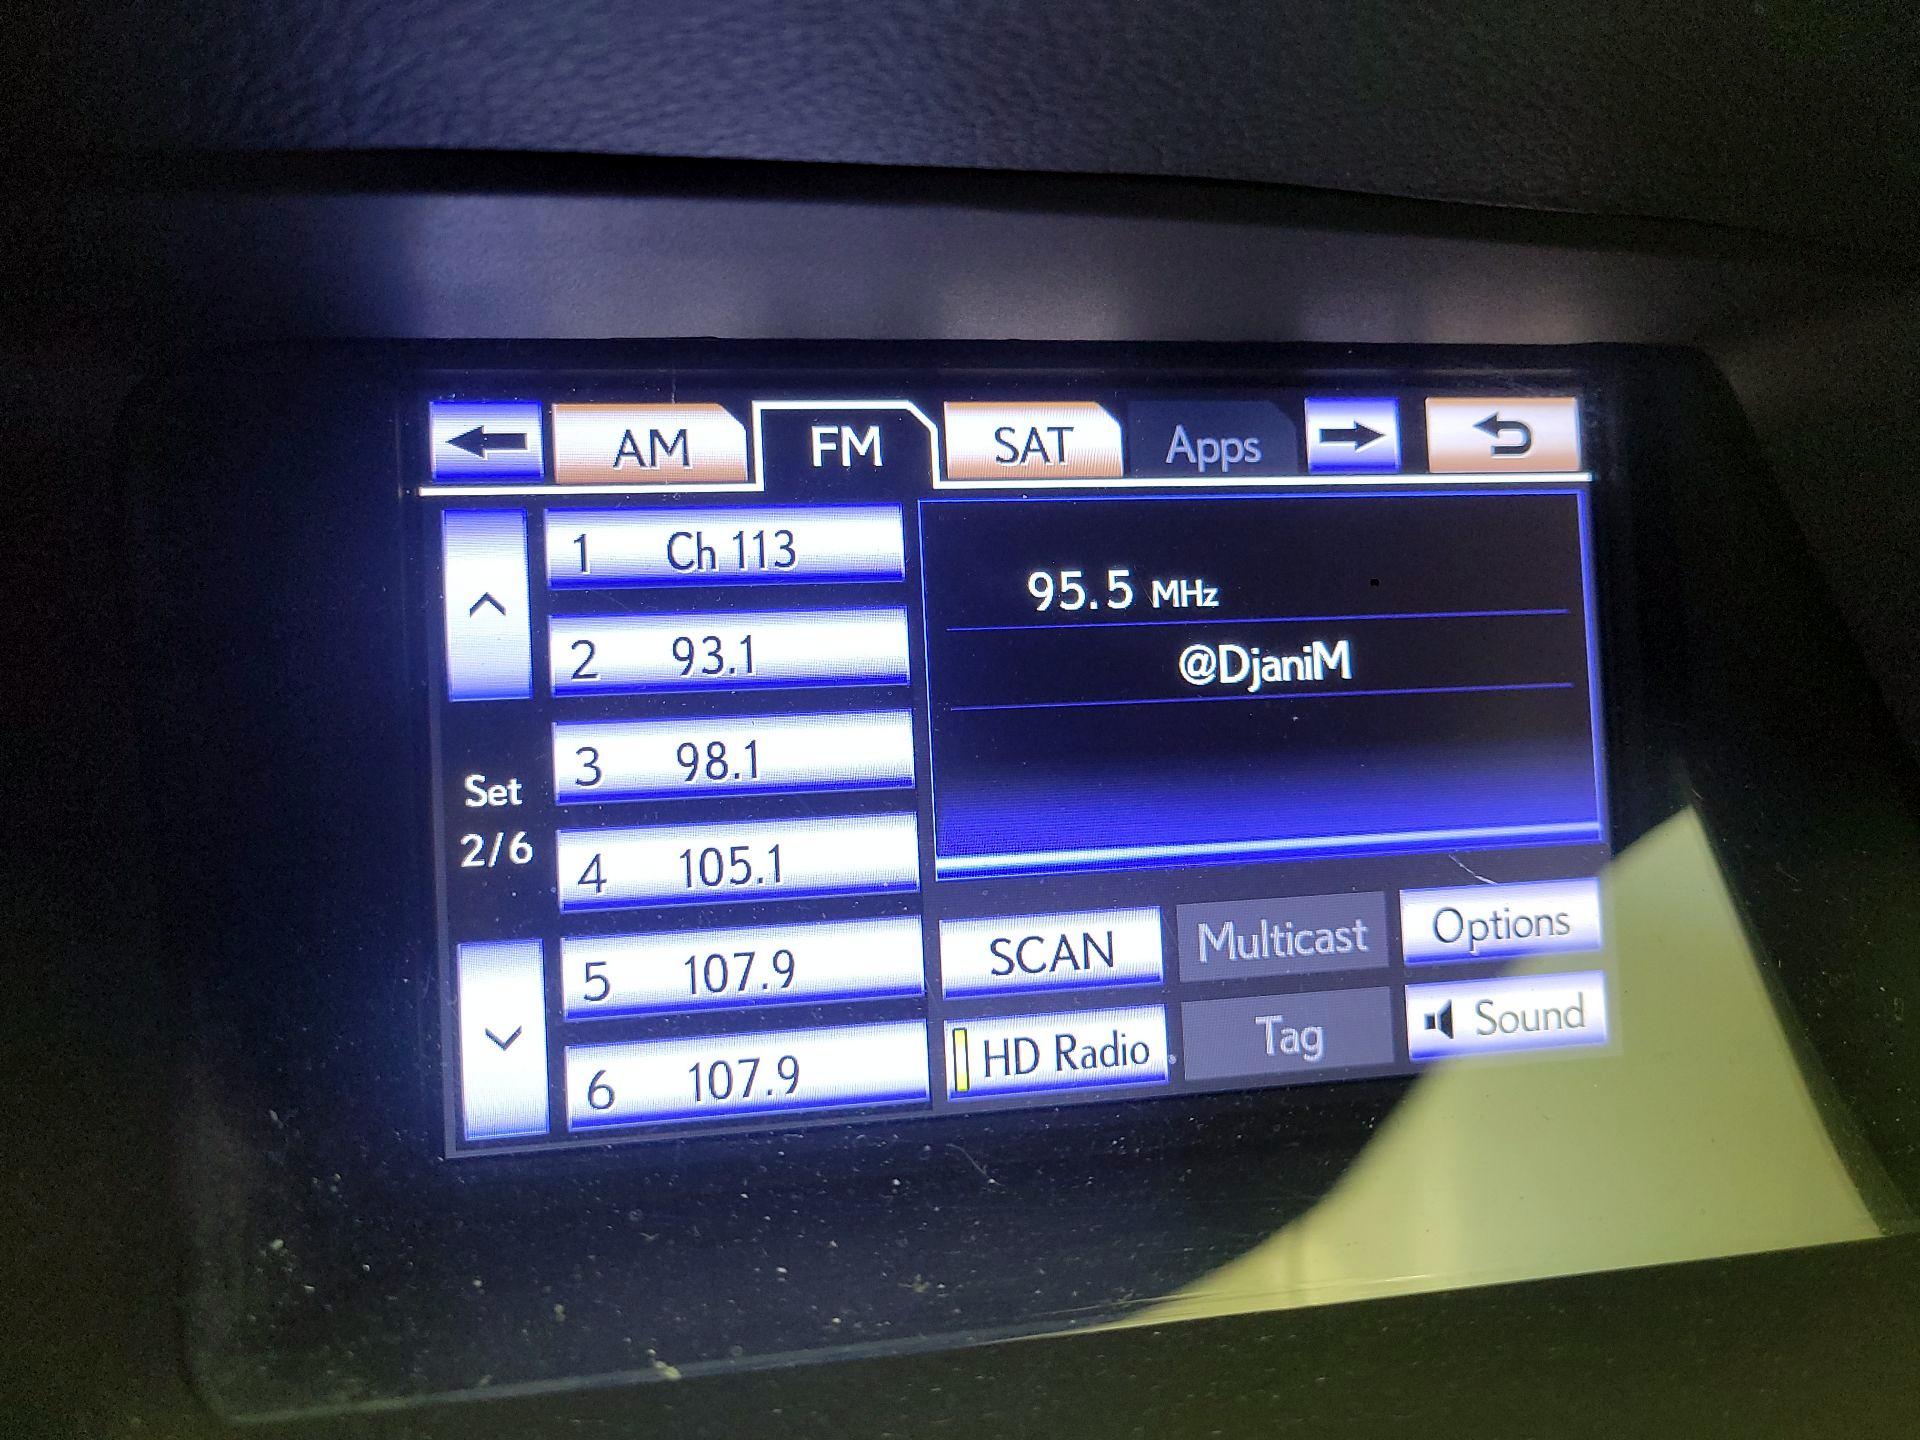 AM FM SAT Apps
1 Ch 113
2 93.1
3 98.1
4 105.1
5 107.9
6 107.9
Set
2/6
95.5 MHz
@DjaniM
SCAN Multicast Options
HD Radio Tag Sound